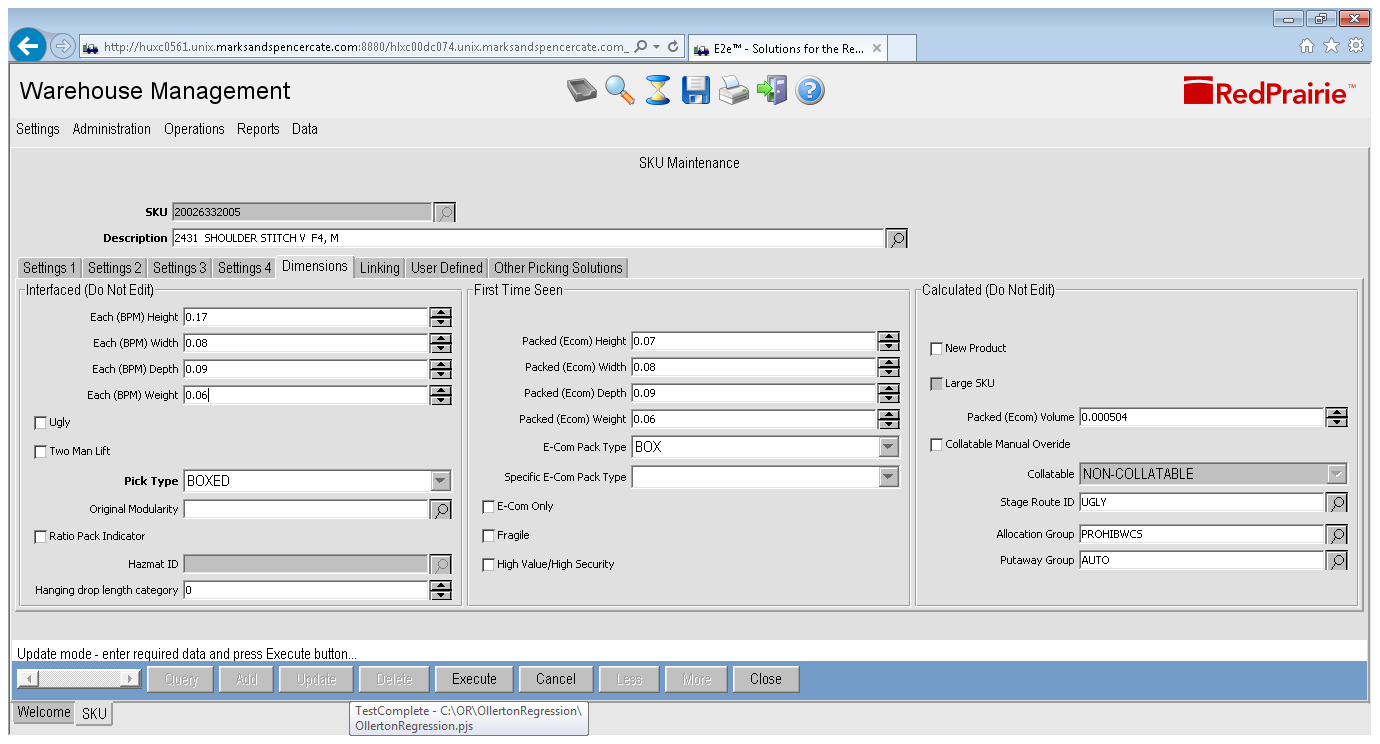 http://huxc0561.unix.marksandspencercate.com:8880/hlxc00dc074.unix.marksandspencercate.com_
E2e™ - Solutions for the Re...
Warehouse Management
RedPrairie™
Settings Administration Operations Reports Data
SKU Maintenance
SKU 20026332005
Description 2431 SHOULDER STITCH V F4, M
Settings 1 Settings 2 Settings 3 Settings 4 Dimensions Linking User Defined Other Picking Solutions
Interfaced (Do Not Edit)
Each (BPM) Height 0.17
Each (BPM) Width 0.08
Each (BPM) Depth 0.09
Each (BPM) Weight 0.06
Ugly
Two Man Lift
Pick Type BOXED
Original Modularity
Ratio Pack Indicator
Hazmat ID
Hanging drop length category 0
First Time Seen
Packed (Ecom) Height 0.07
Packed (Ecom) Width 0.08
Packed (Ecom) Depth 0.09
Packed (Ecom) Weight 0.06
E-Com Pack Type BOX
Specific E-Com Pack Type
E-Com Only
Fragile
High Value/High Security
Calculated (Do Not Edit)
New Product
Large SKU
Packed (Ecom) Volume 0.000504
Collatable Manual Overide
Collatable NON-COLLATABLE
Stage Route ID UGLY
Allocation Group PROHIBWCS
Putaway Group AUTO
Update mode - enter required data and press Execute button...
Query Add Update Delete Execute Cancel Less More Close
Welcome SKU
TestComplete - C:\OR\OllertonRegression\
OllertonRegression.pjs